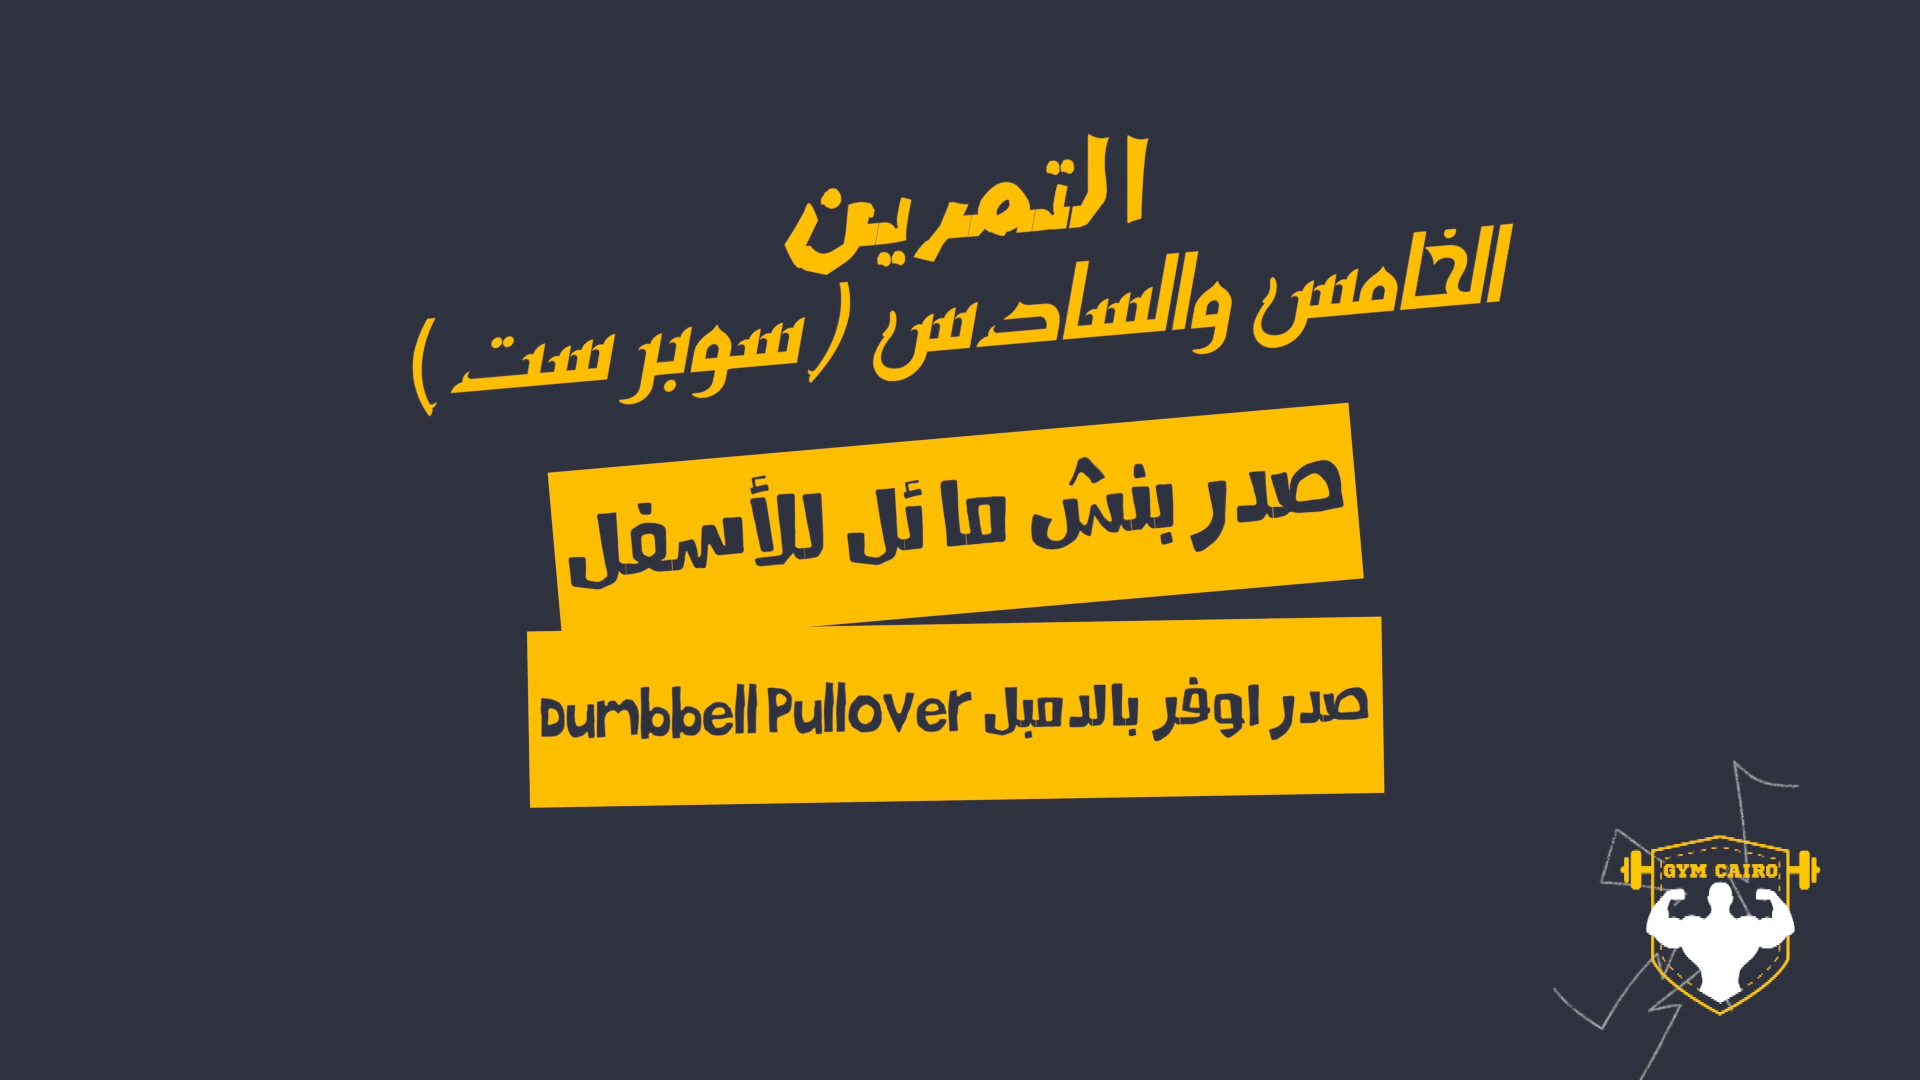 التمرين
الخامس والسادس (سوبر ست)
صدر بنش مائل للأسفل
صدر اوفر بالدمبل Dumbbell Pullover
GYM CAIRO